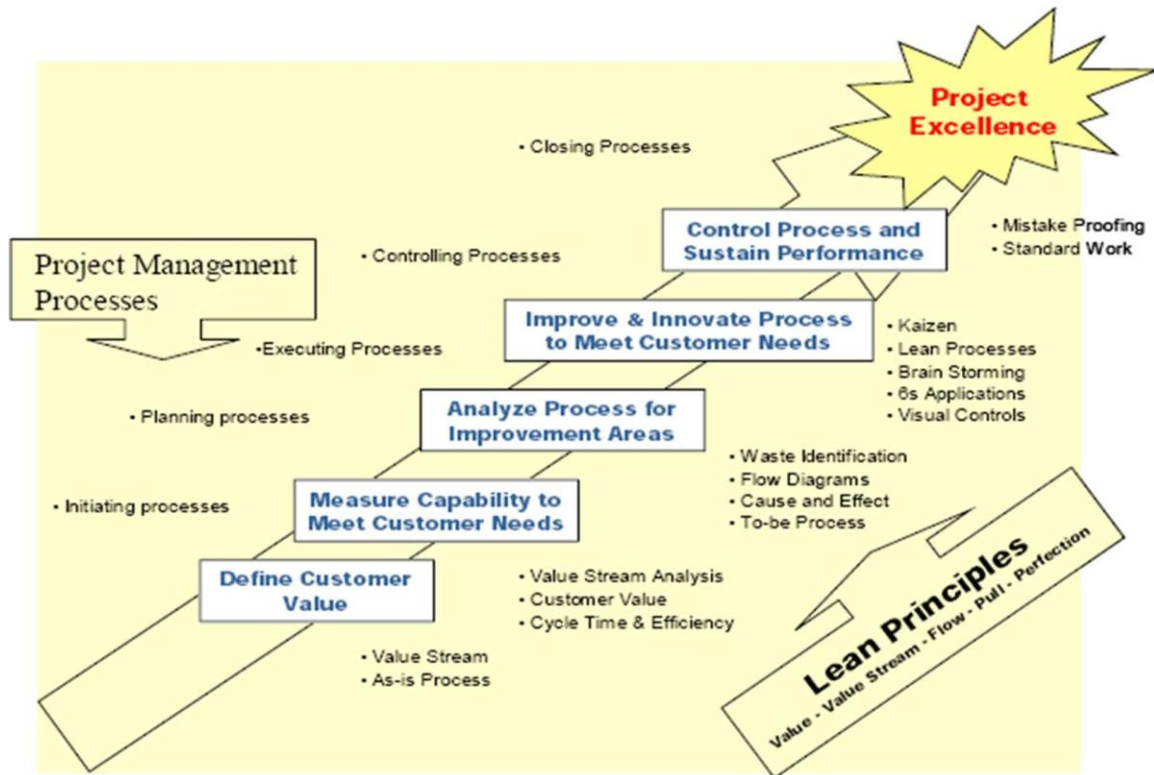 Project
Excellence
• Closing Processes
Control Process and
Sustain Performance
• Mistake Proofing
• Standard Work
Project Management
Processes
• Controlling Processes
Improve & Innovate Process
to Meet Customer Needs
• Kaizen
• Lean Processes
• Brain Storming
• 6s Applications
• Visual Controls
•Executing Processes
Analyze Process for
Improvement Areas
• Planning processes
• Waste Identification
• Flow Diagrams
• Cause and Effect
• To-be Process
Measure Capability to
Meet Customer Needs
• Initiating processes
Define Customer
Value
• Value Stream Analysis
• Customer Value
• Cycle Time & Efficiency
• Value Stream
• As-is Process
Lean Principles
Value - Value Stream - Flow - Pull - Perfection